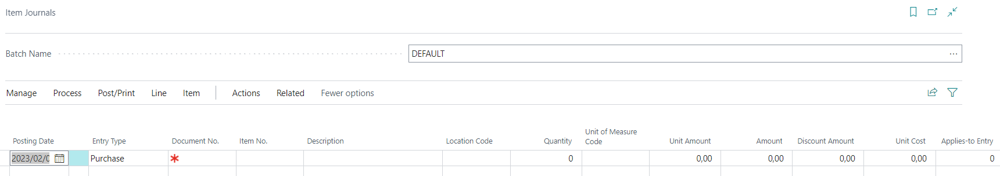 Item Journals
Batch Name DEFAULT ...
Manage Process Post/Print Line Item Actions Related Fewer options
Posting Date Entry Type Document No. Item No. Description Location Code Quantity Unit of Measure Code Unit Amount Amount Discount Amount Unit Cost Applies-to Entry
2023/02/0 Purchase * 0 0,00 0,00 0,00 0,00 0